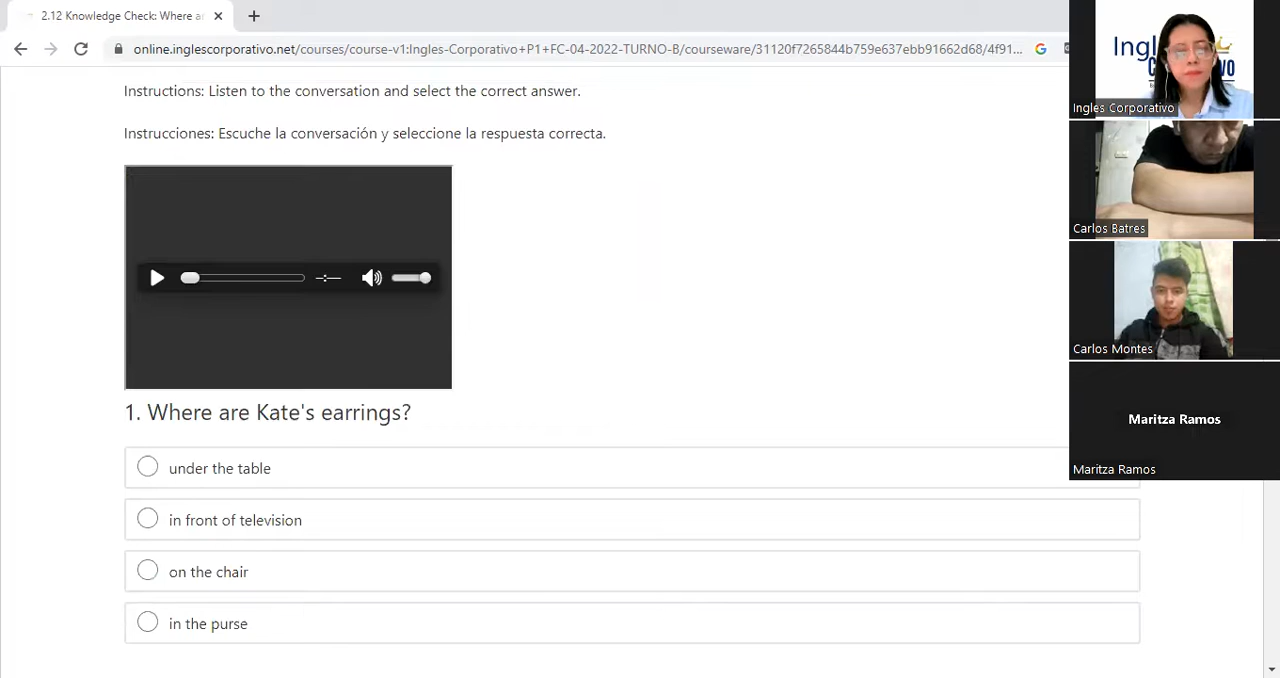 2.12 Knowledge Check: Where a
online.inglescorporativo.net/courses/course-v1:Ingles-Corporativo+P1+FC-04-2022-TURNO-B/courseware/31120f7265844b759e637ebb91662d68/4f91...
Instructions: Listen to the conversation and select the correct answer.
Instrucciones: Escuche la conversación y seleccione la respuesta correcta.
--:--
1. Where are Kate's earrings?
under the table
in front of television
on the chair
in the purse
Ingles Corporativo
Carlos Batres
Carlos Montes
Maritza Ramos
Maritza Ramos